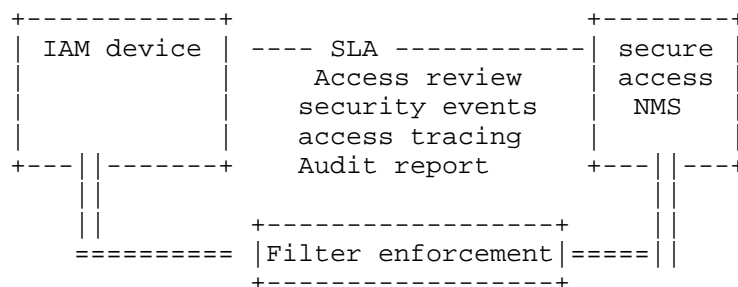 IAM device ---- SLA ------------ secure
Access review access
security events NMS
access tracing
Audit report
Filter enforcement